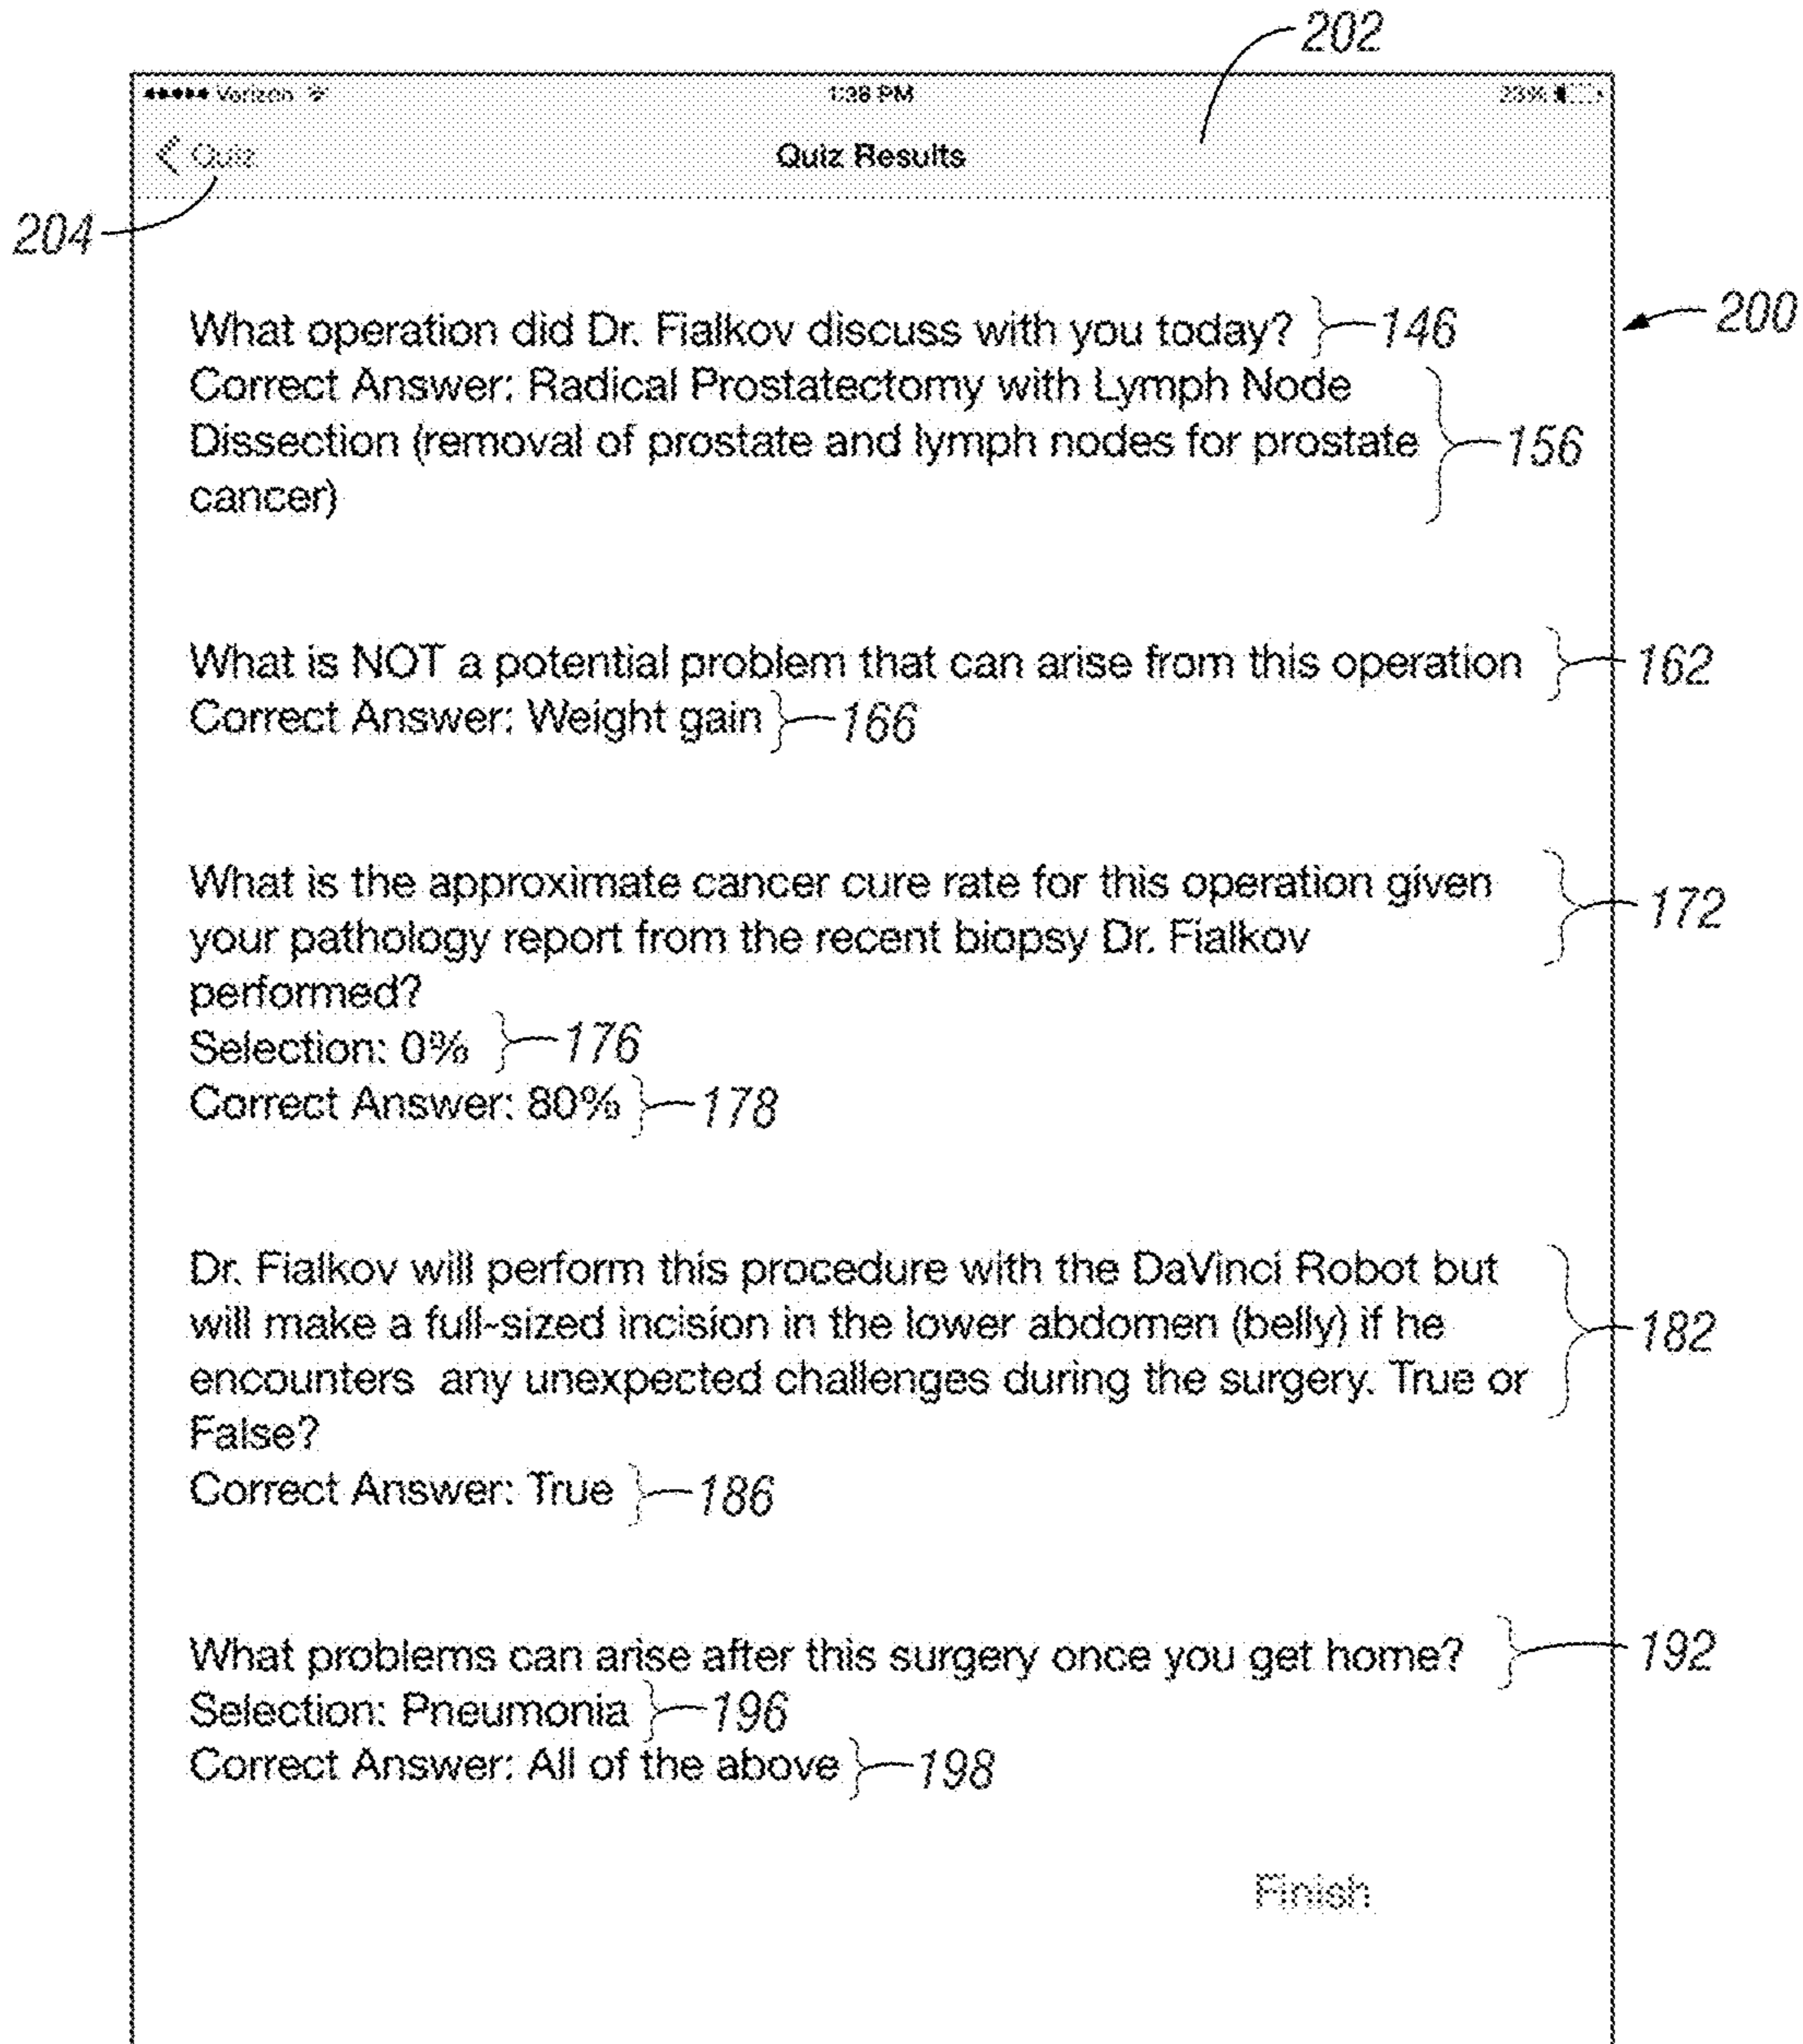 202
●●●●● Verizon 1:38 PM 23%
< Quiz Quiz Results
204
What operation did Dr. Fialkov discuss with you today? 146
200
Correct Answer: Radical Prostatectomy with Lymph Node
Dissection (removal of prostate and lymph nodes for prostate 156
cancer)
What is NOT a potential problem that can arise from this operation 162
Correct Answer: Weight gain 166
What is the approximate cancer cure rate for this operation given
your pathology report from the recent biopsy Dr. Fialkov 172
performed?
Selection: 0% 176
Correct Answer: 80% 178
Dr. Fialkov will perform this procedure with the DaVinci Robot but
will make a full-sized incision in the lower abdomen (belly) if he 182
encounters any unexpected challenges during the surgery. True or
False?
Correct Answer: True 186
What problems can arise after this surgery once you get home? 192
Selection: Pneumonia 196
Correct Answer: All of the above 198
Finish